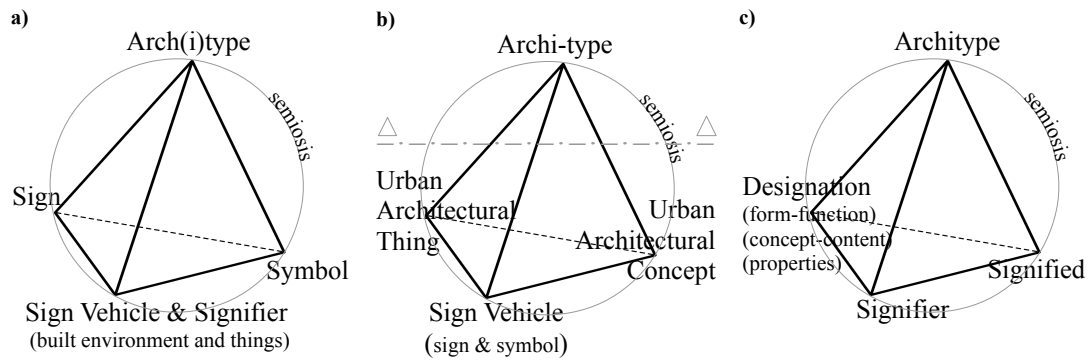 a)
Arch(i)type
semiosis
Sign
Symbol
Sign Vehicle & Signifier
(built environment and things)
b)
Archi-type
semiosis
Urban
Architectural
Thing
Urban
Architectural
Concept
Sign Vehicle
(sign & symbol)
c)
Architype
semiosis
Designation
(form-function)
(concept-content)
(properties)
Signified
Signifier